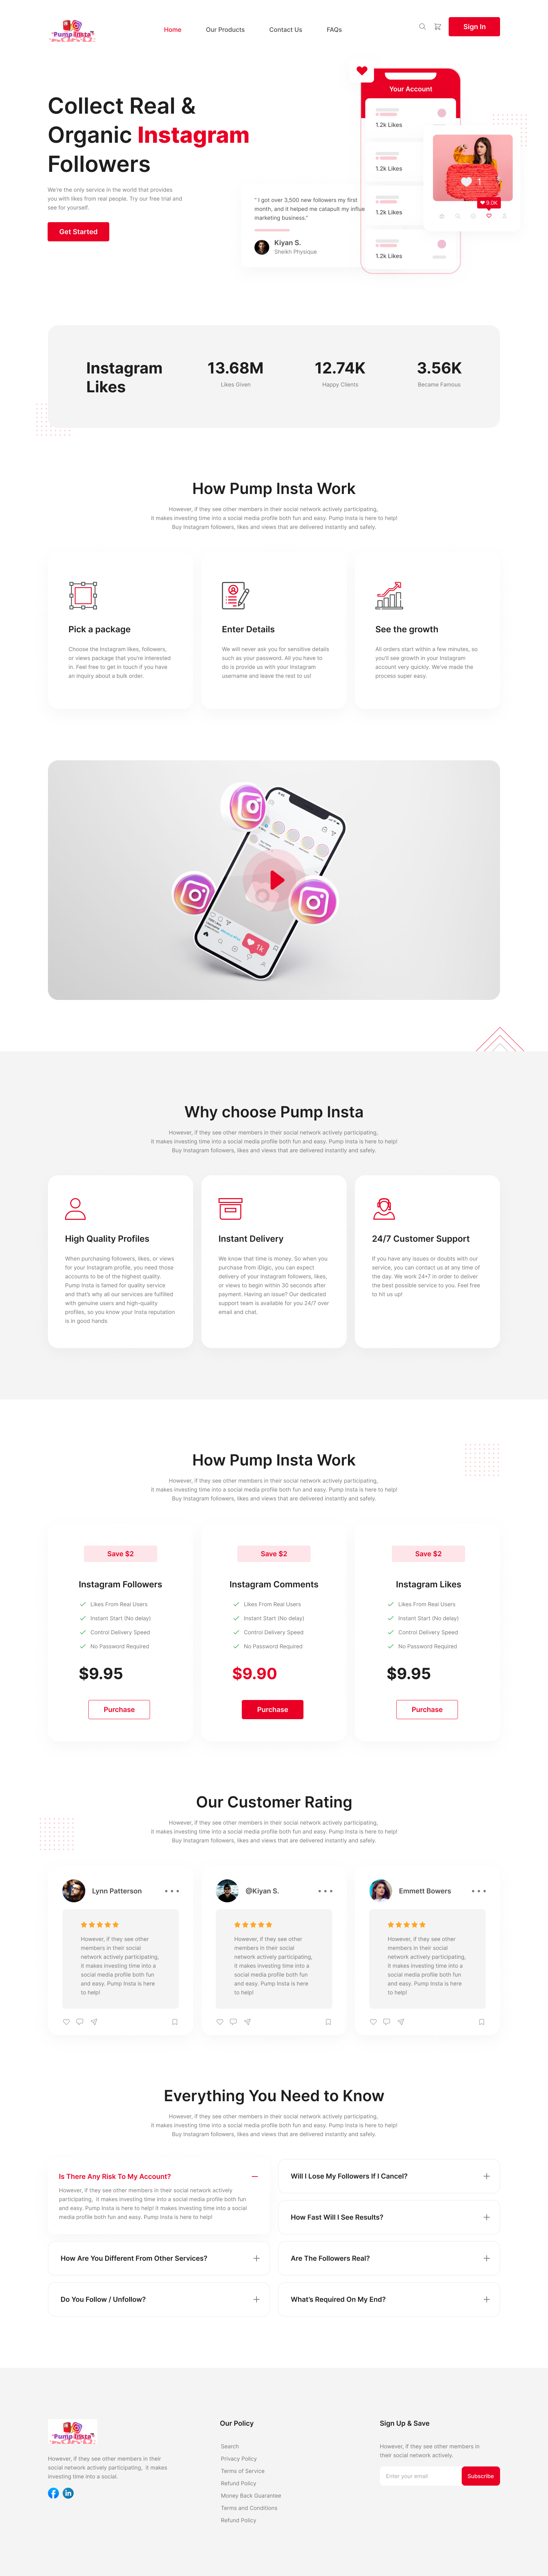 Pump Insta
Home
Our Products
Contact Us
FAQs
Sign In
Collect Real &
Organic Instagram
Followers
We're the only service in the world that provides
you with likes from real people. Try our free trial and
see for yourself.
Get Started
" I got over 3,500 new followers my first
month, and it helped me catapult my influe
marketing business."
Kiyan S.
Sheikh Physique
Your Account
1.2k Likes
1.2k Likes
1.2k Likes
1.2k Likes
1
9.0K
Instagram
Likes
13.68M
Likes Given
12.74K
Happy Clients
3.56K
Became Famous
How Pump Insta Work
However, if they see other members in their social network actively participating,
it makes investing time into a social media profile both fun and easy. Pump Insta is here to help!
Buy Instagram followers, likes and views that are delivered instantly and safely.
Pick a package
Choose the Instagram likes, followers,
or views package that you're interested
in. Feel free to get in touch if you have
an inquiry about a bulk order.
Enter Details
We will never ask you for sensitive details
such as your password. All you have to
do is provide us with your Instagram
username and leave the rest to us!
See the growth
All orders start within a few minutes, so
you'll see growth in your Instagram
account very quickly. We've made the
process super easy.
1k
Why choose Pump Insta
However, if they see other members in their social network actively participating,
it makes investing time into a social media profile both fun and easy. Pump Insta is here to help!
Buy Instagram followers, likes and views that are delivered instantly and safely.
High Quality Profiles
When purchasing followers, likes, or views
for your Instagram profile, you need those
accounts to be of the highest quality.
Pump Insta is famed for quality service
and that's why all our services are fulfilled
with genuine users and high-quality
profiles, so you know your Insta reputation
is in good hands
Instant Delivery
We know that time is money. So when you
purchase from iDigic, you can expect
delivery of your Instagram followers, likes,
or views to begin within 30 seconds after
payment. Having an issue? Our dedicated
support team is available for you 24/7 over
email and chat.
24/7 Customer Support
If you have any issues or doubts with our
service, you can contact us at any time of
the day. We work 24*7 in order to deliver
the best possible service to you. Feel free
to hit us up!
How Pump Insta Work
However, if they see other members in their social network actively participating,
it makes investing time into a social media profile both fun and easy. Pump Insta is here to help!
Buy Instagram followers, likes and views that are delivered instantly and safely.
Save $2
Instagram Followers
Likes From Real Users
Instant Start (No delay)
Control Delivery Speed
No Password Required
$9.95
Purchase
Save $2
Instagram Comments
Likes From Real Users
Instant Start (No delay)
Control Delivery Speed
No Password Required
$9.90
Purchase
Save $2
Instagram Likes
Likes From Real Users
Instant Start (No delay)
Control Delivery Speed
No Password Required
$9.95
Purchase
Our Customer Rating
However, if they see other members in their social network actively participating,
it makes investing time into a social media profile both fun and easy. Pump Insta is here to help!
Buy Instagram followers, likes and views that are delivered instantly and safely.
Lynn Patterson
However, if they see other
members in their social
network actively participating,
it makes investing time into a
social media profile both fun
and easy. Pump Insta is here
to help!
@Kiyan S.
However, if they see other
members in their social
network actively participating,
it makes investing time into a
social media profile both fun
and easy. Pump Insta is here
to help!
Emmett Bowers
However, if they see other
members in their social
network actively participating,
it makes investing time into a
social media profile both fun
and easy. Pump Insta is here
to help!
Everything You Need to Know
However, if they see other members in their social network actively participating,
it makes investing time into a social media profile both fun and easy. Pump Insta is here to help!
Buy Instagram followers, likes and views that are delivered instantly and safely.
Is There Any Risk To My Account?
However, if they see other members in their social network actively
participating, it makes investing time into a social media profile both fun
and easy. Pump Insta is here to help! it makes investing time into a social
media profile both fun and easy. Pump Insta is here to help!
How Are You Different From Other Services?
Do You Follow / Unfollow?
Will I Lose My Followers If I Cancel?
How Fast Will I See Results?
Are The Followers Real?
What's Required On My End?
Pump Insta
However, if they see other members in their
social network actively participating, it makes
investing time into a social.
Our Policy
Search
Privacy Policy
Terms of Service
Refund Policy
Money Back Guarantee
Terms and Conditions
Refund Policy
Sign Up & Save
However, if they see other members in
their social network actively.
Enter your email
Subscribe